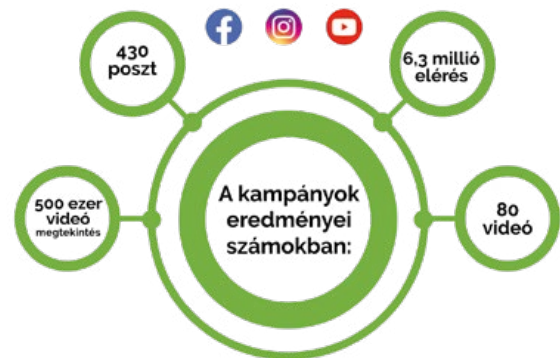 430
poszt
6,3 millió
elérés
500 ezer
videó
megtekintés
A kampányok
eredményei
számokban:
80
videó